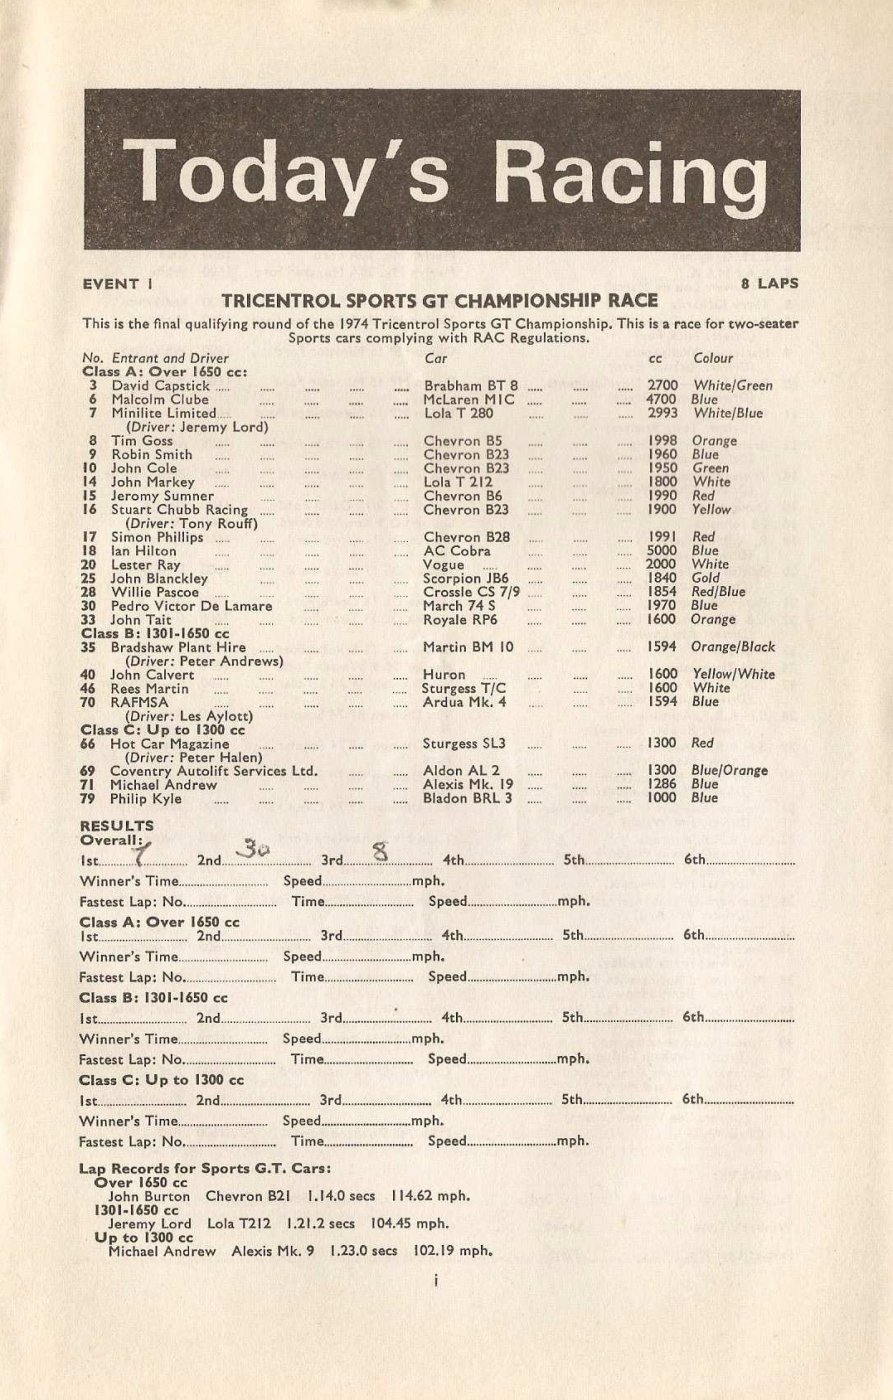 Today's Racing
EVENT 1 8 LAPS
TRICENTROL SPORTS GT CHAMPIONSHIP RACE
This is the final qualifying round of the 1974 Tricentrol Sports GT Championship. This is a race for two-seater
Sports cars complying with RAC Regulations.
No. Entrant and Driver Car cc Colour
Class A: Over 1650 cc:
3 David Capstick ..... ..... ..... ..... ..... Brabham BT 8 ..... ..... ..... 2700 White/Green
6 Malcolm Clube ..... ..... ..... ..... McLaren M1C ..... ..... ..... 4700 Blue
7 Minilite Limited..... ..... ..... ..... ..... Lola T 280 ..... ..... ..... 2993 White/Blue
(Driver: Jeremy Lord)
8 Tim Goss ..... ..... ..... ..... ..... Chevron B5 ..... ..... ..... 1998 Orange
9 Robin Smith ..... ..... ..... ..... ..... Chevron B23 ..... ..... ..... 1960 Blue
10 John Cole ..... ..... ..... ..... ..... Chevron B23 ..... ..... ..... 1950 Green
14 John Markey ..... ..... ..... ..... ..... Lola T 212 ..... ..... ..... 1800 White
15 Jeromy Sumner ..... ..... ..... ..... Chevron B6 ..... ..... ..... 1990 Red
16 Stuart Chubb Racing ..... ..... ..... ..... Chevron B23 ..... ..... ..... 1900 Yellow
(Driver: Tony Rouff)
17 Simon Phillips ..... ..... ..... ..... ..... Chevron B28 ..... ..... ..... 1991 Red
18 Ian Hilton ..... ..... ..... ..... ..... AC Cobra ..... ..... ..... 5000 Blue
20 Lester Ray ..... ..... ..... ..... ..... Vogue ..... ..... ..... ..... 2000 White
25 John Blanckley ..... ..... ..... ..... Scorpion JB6 ..... ..... ..... 1840 Gold
28 Willie Pascoe ..... ..... ..... ..... ..... Crossle CS 7/9 ..... ..... ..... 1854 Red/Blue
30 Pedro Victor De Lamare ..... ..... ..... March 74 S ..... ..... ..... 1970 Blue
33 John Tait ..... ..... ..... ..... ..... Royale RP6 ..... ..... ..... 1600 Orange
Class B: 1301-1650 cc
35 Bradshaw Plant Hire ..... ..... ..... ..... Martin BM 10 ..... ..... ..... 1594 Orange/Black
(Driver: Peter Andrews)
40 John Calvert ..... ..... ..... ..... ..... Huron ..... ..... ..... ..... 1600 Yellow/White
46 Rees Martin ..... ..... ..... ..... ..... Sturgess T/C ..... ..... 1600 White
70 RAFMSA ..... ..... ..... ..... ..... Ardua Mk. 4 ..... ..... ..... 1594 Blue
(Driver: Les Aylott)
Class C: Up to 1300 cc
66 Hot Car Magazine ..... ..... ..... ..... Sturgess SL3 ..... ..... ..... 1300 Red
(Driver: Peter Halen)
69 Coventry Autolift Services Ltd. ..... ..... Aldon AL 2 ..... ..... ..... 1300 Blue/Orange
71 Michael Andrew ..... ..... ..... ..... Alexis Mk. 19 ..... ..... ..... 1286 Blue
79 Philip Kyle ..... ..... ..... ..... ..... Bladon BRL 3 ..... ..... ..... 1000 Blue
RESULTS
Overall:
1st 7 2nd 30 3rd 8 4th 5th 6th
Winner's Time Speed mph.
Fastest Lap: No. Time Speed mph.
Class A: Over 1650 cc
1st 2nd 3rd 4th 5th 6th
Winner's Time Speed mph.
Fastest Lap: No. Time Speed mph.
Class B: 1301-1650 cc
1st 2nd 3rd 4th 5th 6th
Winner's Time Speed mph.
Fastest Lap: No. Time Speed mph.
Class C: Up to 1300 cc
1st 2nd 3rd 4th 5th 6th
Winner's Time Speed mph.
Fastest Lap: No. Time Speed mph.
Lap Records for Sports G.T. Cars:
Over 1650 cc
John Burton Chevron B21 1.14.0 secs 114.62 mph.
1301-1650 cc
Jeremy Lord Lola T212 1.21.2 secs 104.45 mph.
Up to 1300 cc
Michael Andrew Alexis Mk. 9 1.23.0 secs 102.19 mph.
i